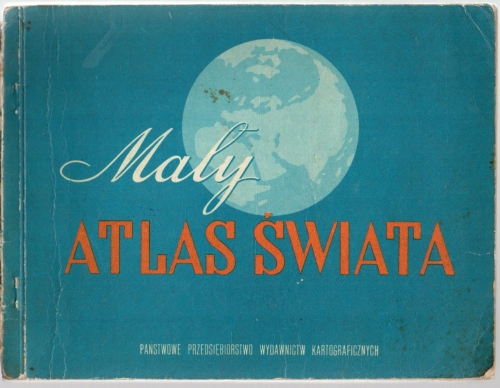 Mały
ATLAS ŚWIATA
PAŃSTWOWE PRZEDSIĘBIORSTWO WYDAWNICTW KARTOGRAFICZNYCH